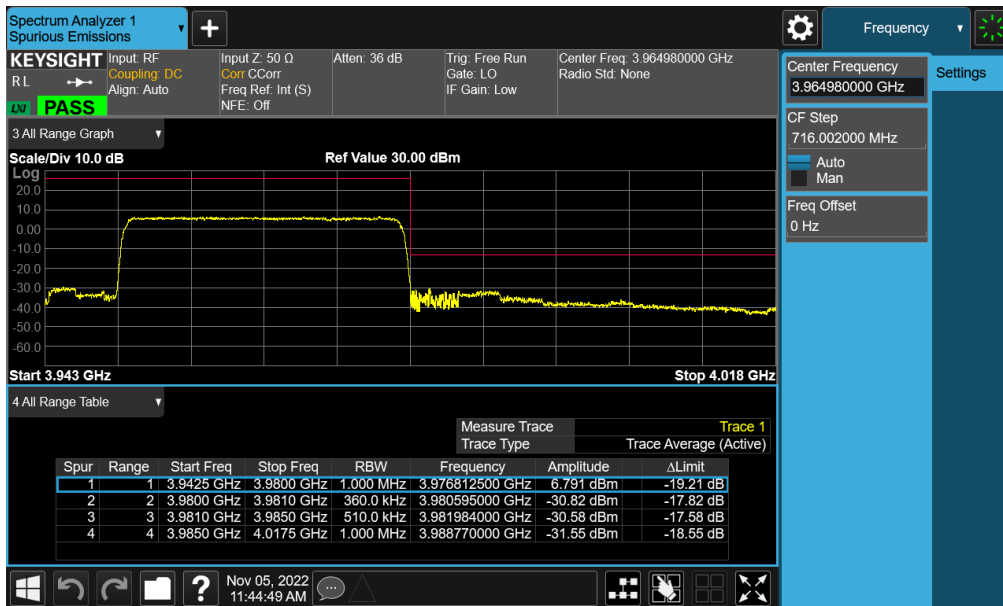 Spectrum Analyzer 1
Spurious Emissions
Frequency
KEYSIGHT
R L
LXI PASS
Input: RF
Coupling: DC
Align: Auto
Input Z: 50 Ω
Corr CCorr
Freq Ref: Int (S)
NFE: Off
Atten: 36 dB
Trig: Free Run
Gate: LO
IF Gain: Low
Center Freq: 3.964980000 GHz
Radio Std: None
Center Frequency
3.964980000 GHz
Settings
CF Step
716.002000 MHz
Auto
Man
Freq Offset
0 Hz
3 All Range Graph
Scale/Div 10.0 dB Ref Value 30.00 dBm
Log
20.0
10.0
0.00
-10.0
-20.0
-30.0
-40.0
-50.0
-60.0
Start 3.943 GHz Stop 4.018 GHz
4 All Range Table
Measure Trace Trace 1
Trace Type Trace Average (Active)
Spur Range Start Freq Stop Freq RBW Frequency Amplitude ΔLimit
1 1 3.9425 GHz 3.9800 GHz 1.000 MHz 3.976812500 GHz 6.791 dBm -19.21 dB
2 2 3.9800 GHz 3.9810 GHz 360.0 kHz 3.980595000 GHz -30.82 dBm -17.82 dB
3 3 3.9810 GHz 3.9850 GHz 510.0 kHz 3.981984000 GHz -30.58 dBm -17.58 dB
4 4 3.9850 GHz 4.0175 GHz 1.000 MHz 3.988770000 GHz -31.55 dBm -18.55 dB
Nov 05, 2022
11:44:49 AM